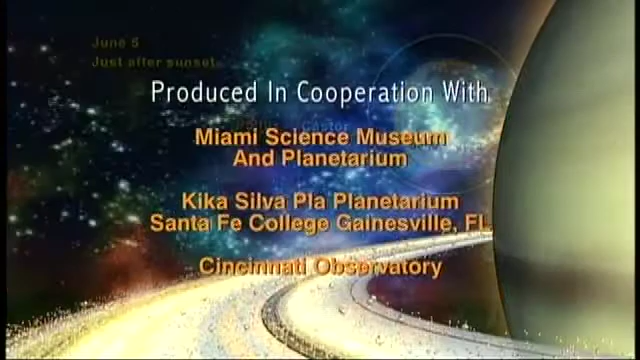 June 5
Just after sunset
Produced In Cooperation With
Castor
Miami Science Museum
And Planetarium
Kika Silva Pla Planetarium
Santa Fe College Gainesville, FL
Cincinnati Observatory